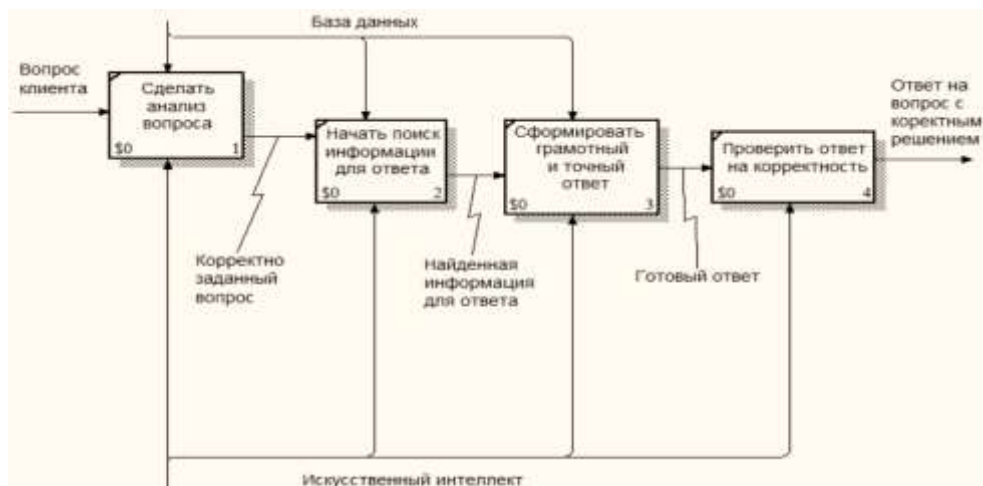 База данных
Вопрос
клиента
Сделать
анализ
вопроса
$0 1
Начать поиск
информации
для ответа
$0 2
Сформировать
грамотный
и точный
ответ
$0 3
Проверить ответ
на корректность
$0 4
Ответ на
вопрос с
коректным
решением
Корректно
заданный
вопрос
Найденная
информация
для ответа
Готовый ответ
Искусственный интеллект